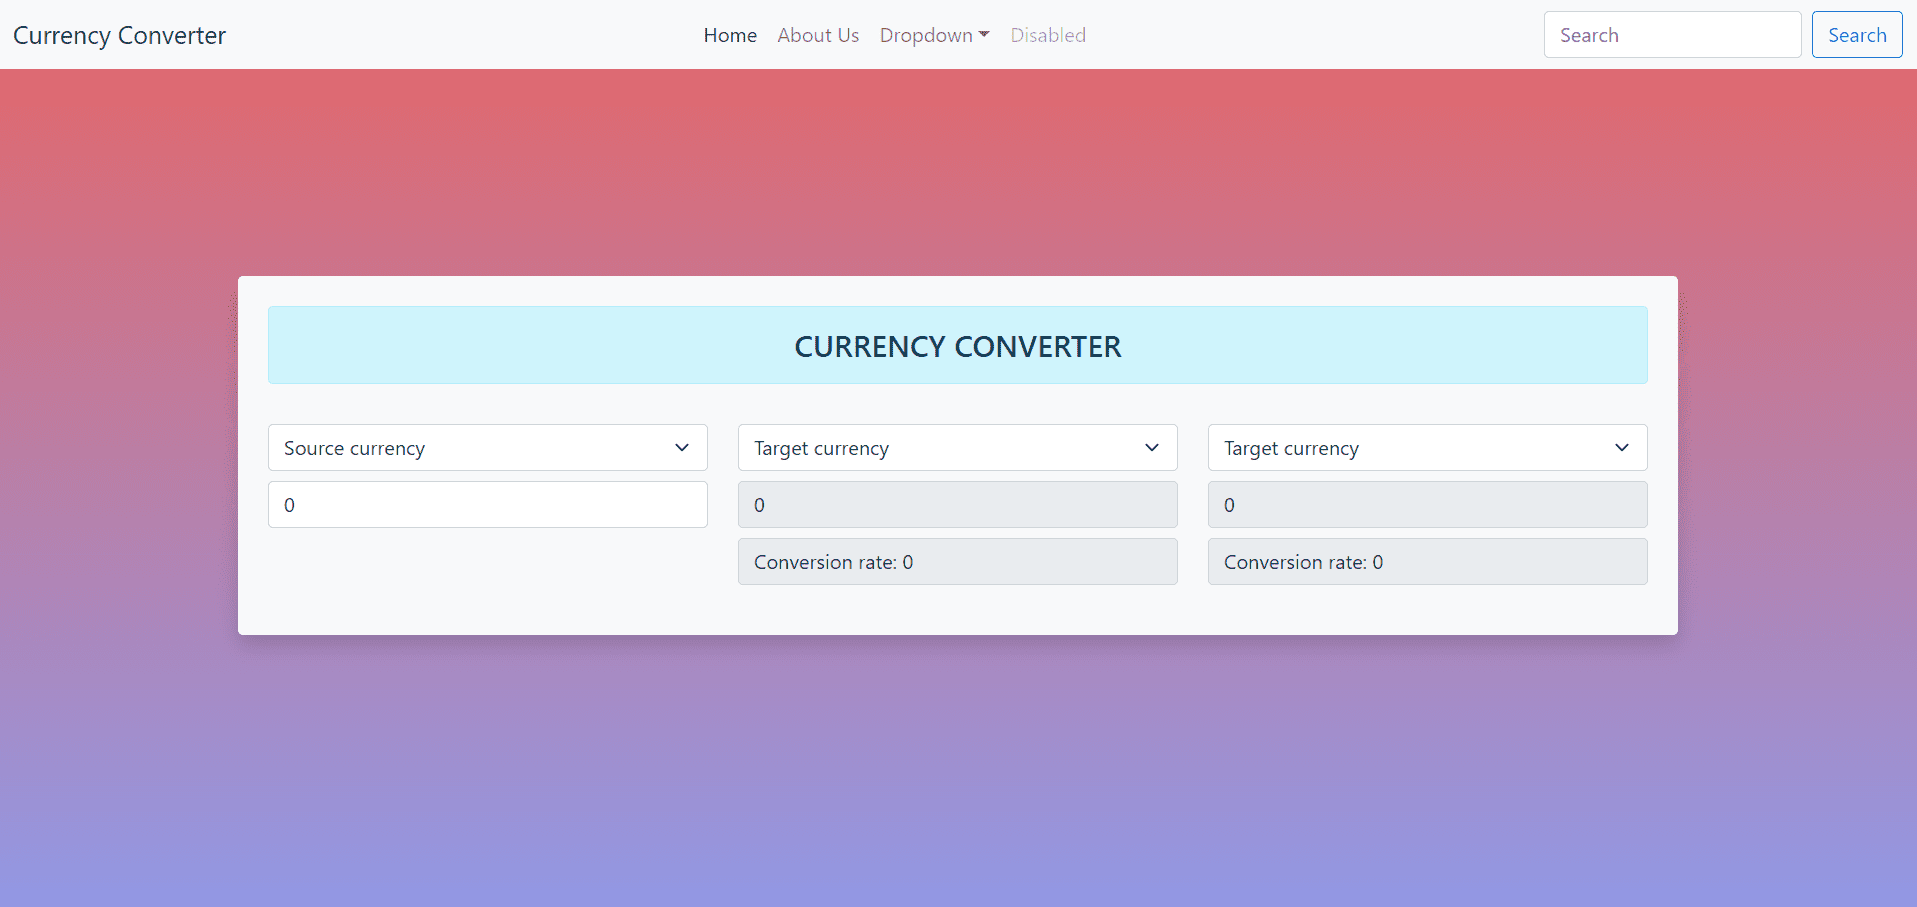 Currency Converter
Home About Us Dropdown Disabled
Search Search
CURRENCY CONVERTER
Source currency Target currency Target currency
0 0 0
Conversion rate: 0 Conversion rate: 0